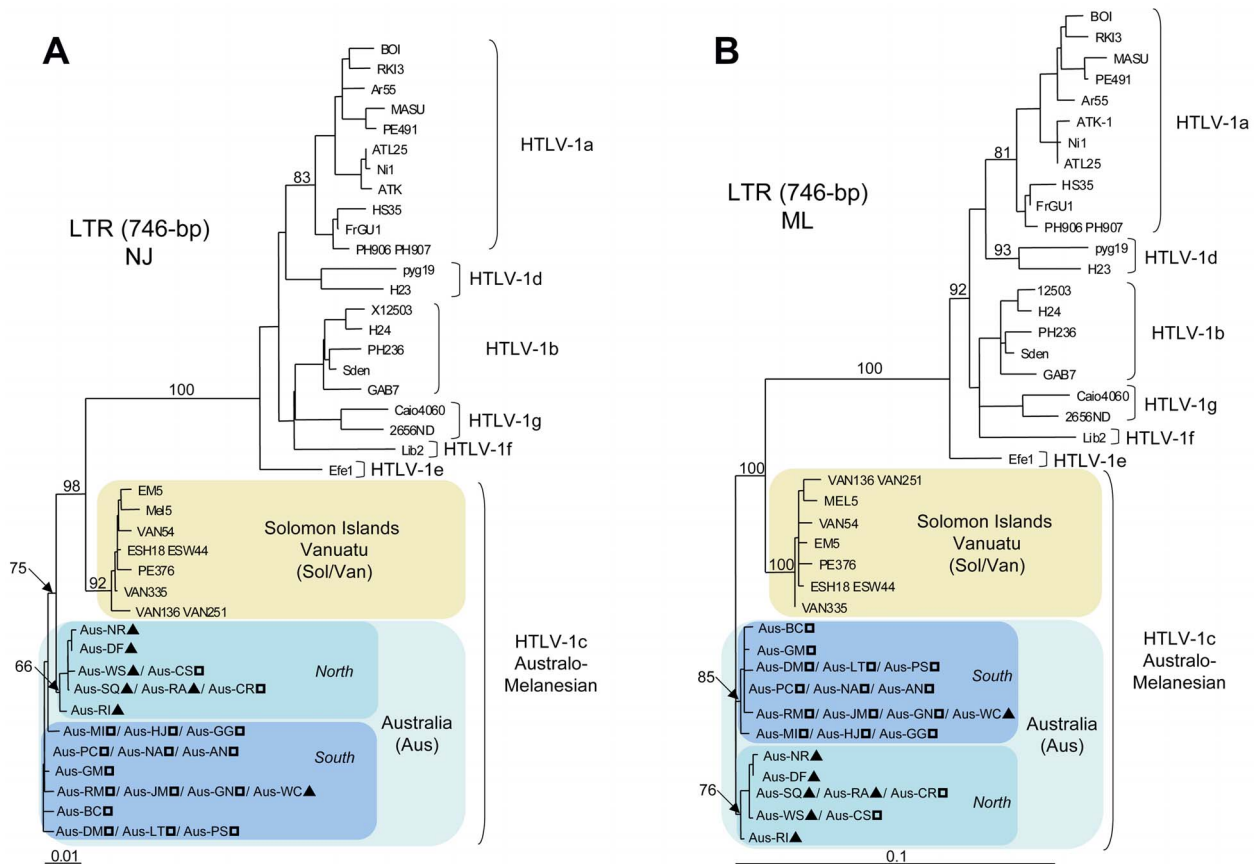 A
BOI
RKI3
Ar55
MASU
PE491
ATL25
Ni1
ATK
HS35
FrGU1
PH906 PH907
HTLV-1a
83
LTR (746-bp)
NJ
pyg19
H23
HTLV-1d
X12503
H24
PH236
Sden
GAB7
HTLV-1b
100
Caio4060
2656ND
HTLV-1g
Lib2
HTLV-1f
Efe1
HTLV-1e
98
EM5
Mel5
VAN54
ESH18 ESW44
PE376
VAN335
VAN136 VAN251
92
Solomon Islands
Vanuatu
(Sol/Van)
75
66
Aus-NR▲
Aus-DF▲
Aus-WS▲/ Aus-CS□
Aus-SQ▲/ Aus-RA▲/ Aus-CR□
Aus-RI▲
North
Aus-MI□/ Aus-HJ□/ Aus-GG□
Aus-PC□/ Aus-NA□/ Aus-AN□
Aus-GM□
Aus-RM□/ Aus-JM□/ Aus-GN□/ Aus-WC▲
Aus-BC□
Aus-DM□/ Aus-LT□/ Aus-PS□
South
Australia
(Aus)
HTLV-1c
Australo-
Melanesian
0.01
B
BOI
RKI3
MASU
PE491
Ar55
ATK-1
Ni1
ATL25
HS35
FrGU1
PH906 PH907
HTLV-1a
81
LTR (746-bp)
ML
pyg19
H23
93
HTLV-1d
92
12503
H24
PH236
Sden
GAB7
HTLV-1b
100
Caio4060
2656ND
HTLV-1g
Lib2
HTLV-1f
Efe1
HTLV-1e
100
VAN136 VAN251
MEL5
VAN54
EM5
PE376
ESH18 ESW44
VAN335
100
Solomon Islands
Vanuatu
(Sol/Van)
85
Aus-BC□
Aus-GM□
Aus-DM□/ Aus-LT□/ Aus-PS□
Aus-PC□/ Aus-NA□/ Aus-AN□
Aus-RM□/ Aus-JM□/ Aus-GN□/ Aus-WC▲
Aus-MI□/ Aus-HJ□/ Aus-GG□
South
76
Aus-NR▲
Aus-DF▲
Aus-SQ▲/ Aus-RA▲/ Aus-CR□
Aus-WS▲/ Aus-CS□
Aus-RI▲
North
Australia
(Aus)
HTLV-1c
Australo-
Melanesian
0.1